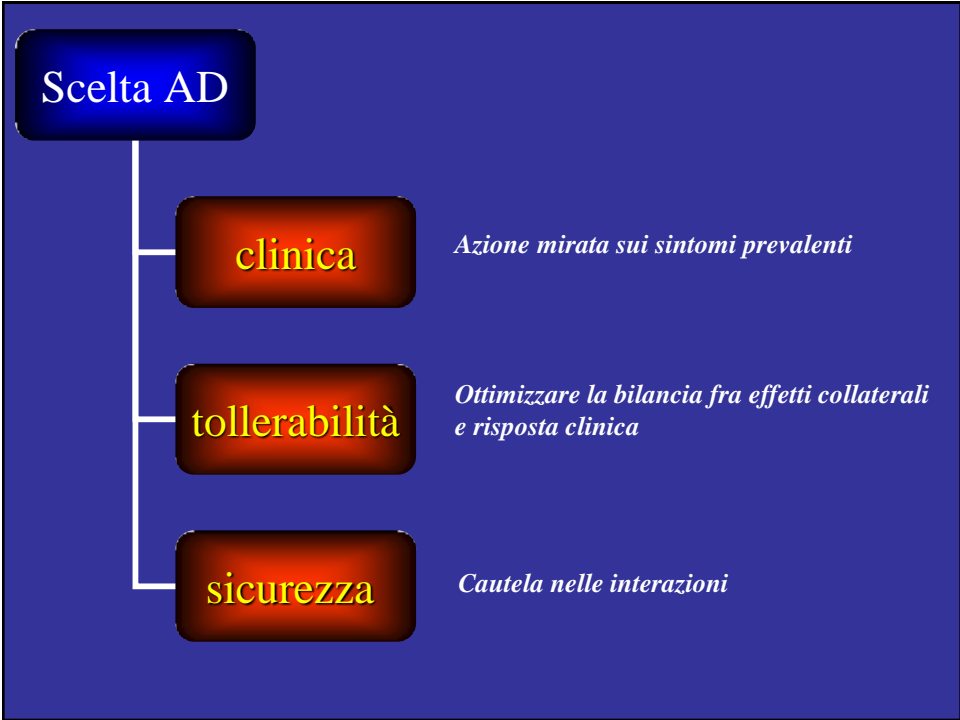 Scelta AD
clinica
Azione mirata sui sintomi prevalenti
tollerabilità
Ottimizzare la bilancia fra effetti collaterali
e risposta clinica
sicurezza
Cautela nelle interazioni